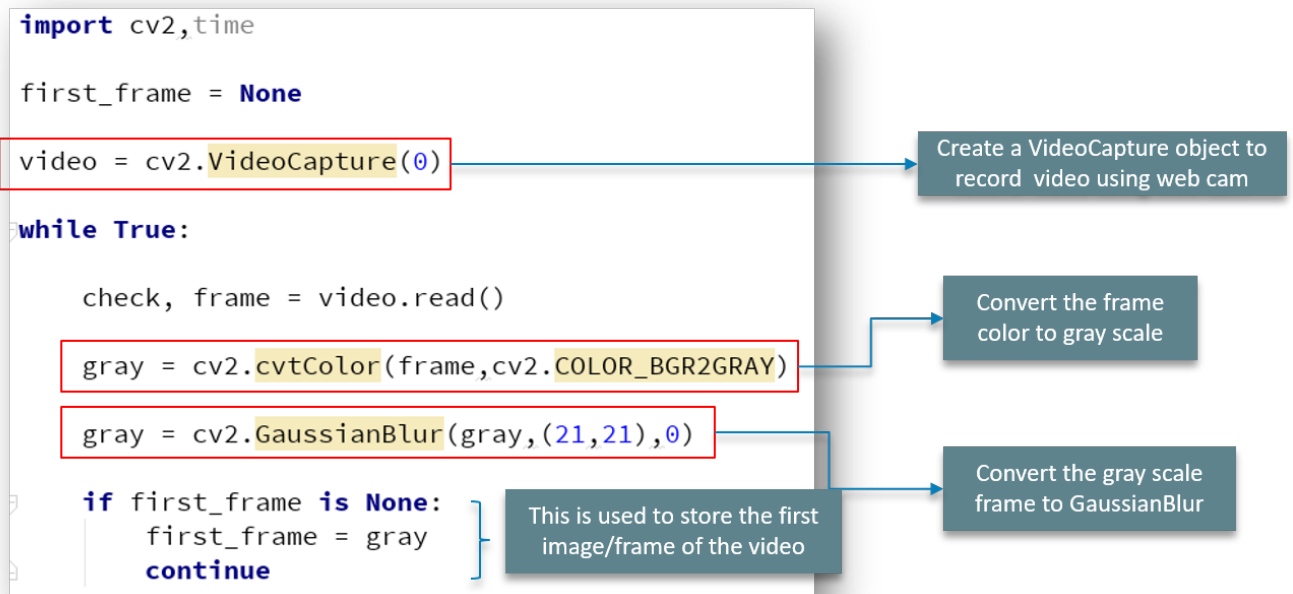 import cv2,time
first_frame = None
video = cv2.VideoCapture(0)
Create a VideoCapture object to
record video using web cam
while True:
check, frame = video.read()
gray = cv2.cvtColor(frame,cv2.COLOR_BGR2GRAY)
Convert the frame
color to gray scale
gray = cv2.GaussianBlur(gray,(21,21),0)
Convert the gray scale
frame to GaussianBlur
if first_frame is None:
first_frame = gray
continue
This is used to store the first
image/frame of the video